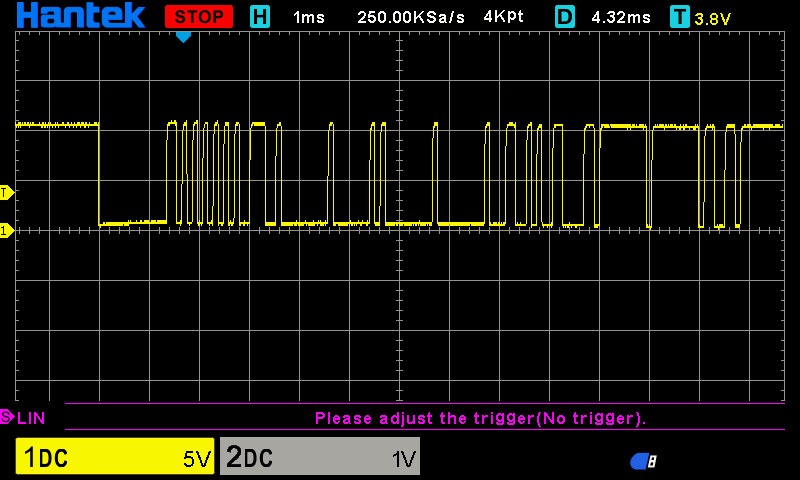 Hantek STOP H 1ms 250.00KSa/s 4Kpt D 4.32ms T 3.8V
T
1
S LIN Please adjust the trigger(No trigger).
1DC 5V 2DC 1V